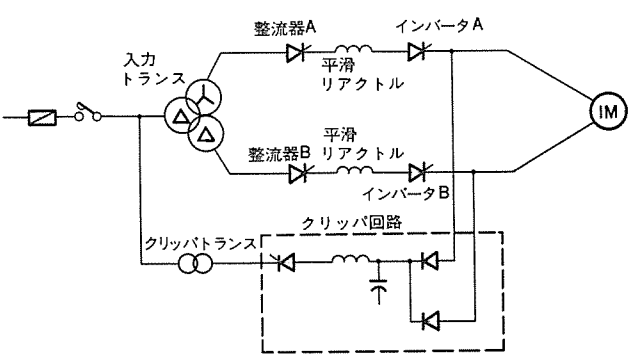 整流器A
インバータA
入力
トランス
平滑
リアクトル
IM
整流器B
平滑
リアクトル
インバータB
クリッパ回路
クリッパトランス